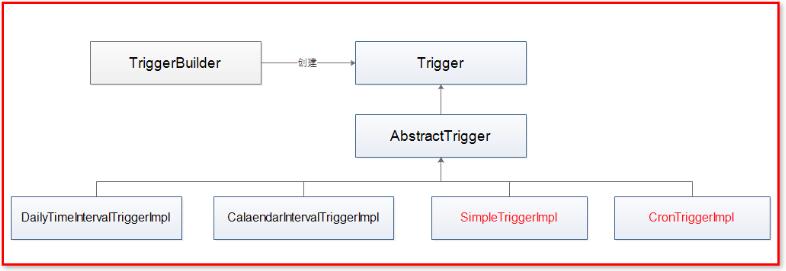 TriggerBuilder
创建
Trigger
AbstractTrigger
DailyTimeIntervalTriggerImpl
CalaendarIntervalTriggerImpl
SimpleTriggerImpl
CronTriggerImpl